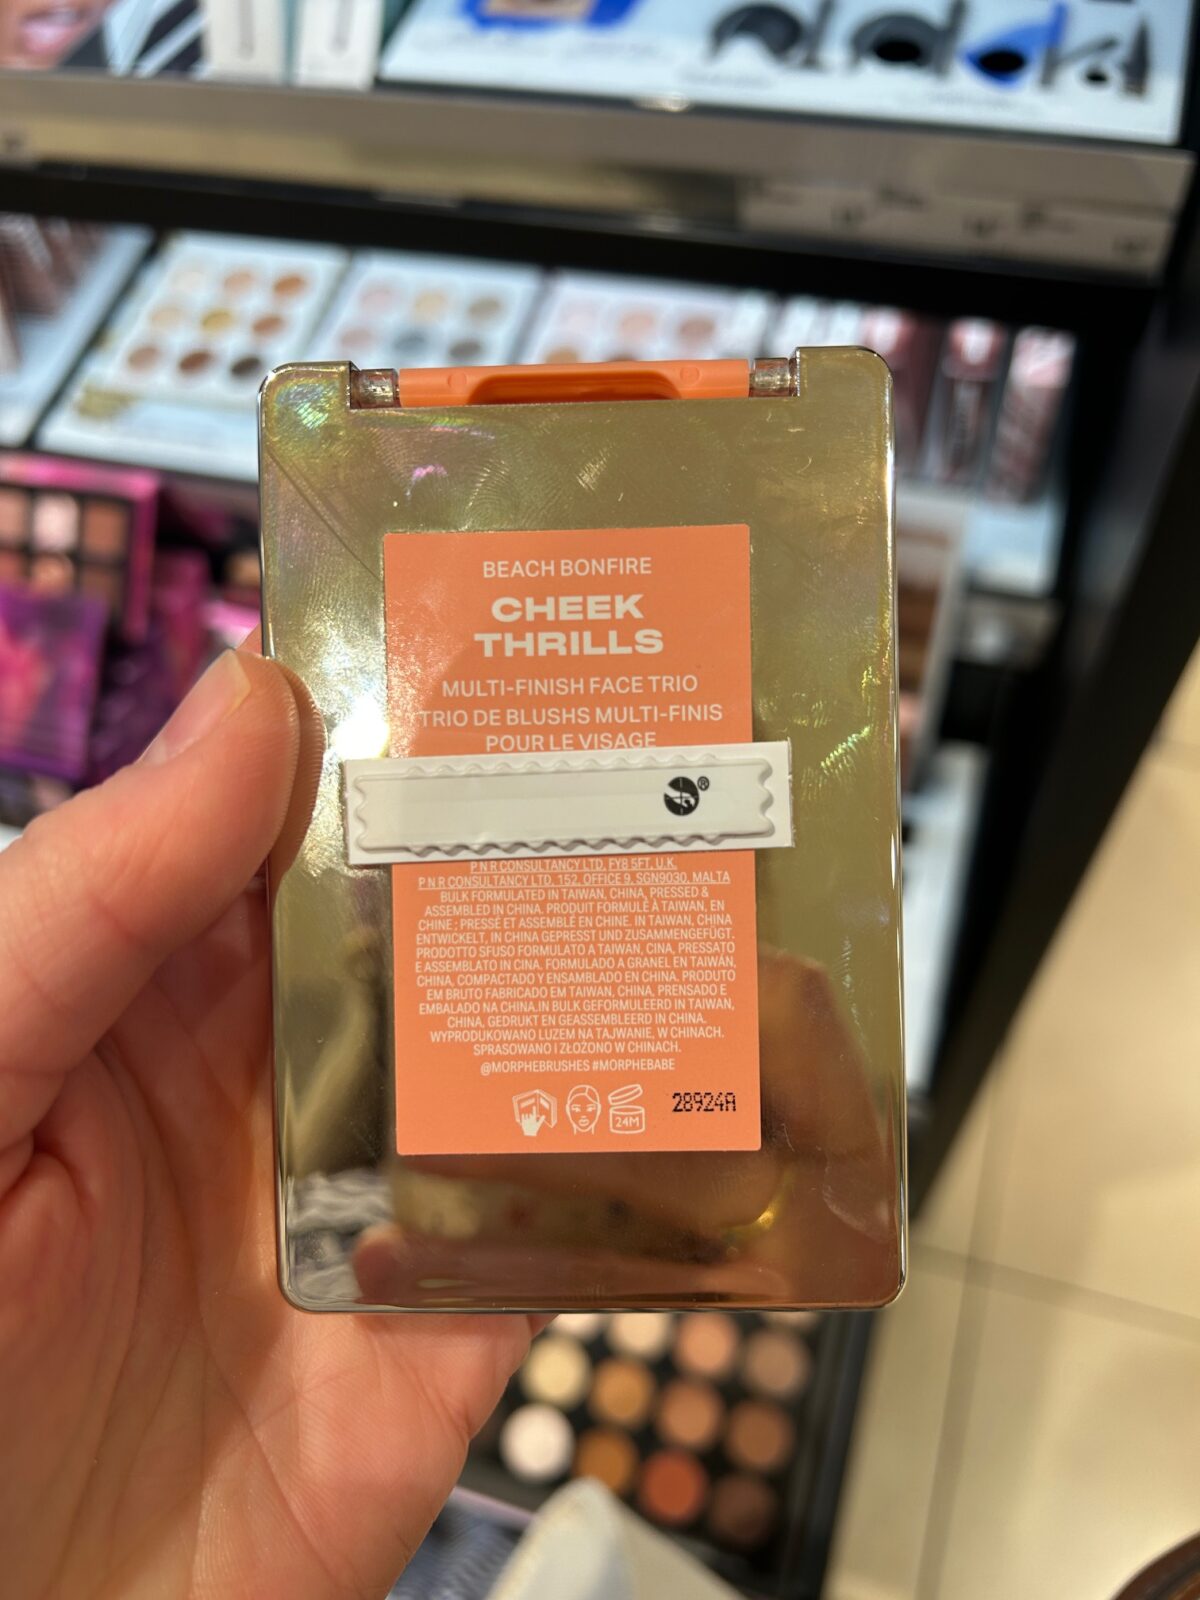 BEACH BONFIRE
CHEEK
THRILLS
MULTI-FINISH FACE TRIO
TRIO DE BLUSHS MULTI-FINIS
POUR LE VISAGE
®
P N R CONSULTANCY LTD, FY8 5FT, U.K.
P N R CONSULTANCY LTD, 152, OFFICE 9, SGN9030, MALTA
BULK FORMULATED IN TAIWAN, CHINA, PRESSED &
ASSEMBLED IN CHINA. PRODUIT FORMULÉ À TAIWAN, EN
CHINE ; PRESSÉ ET ASSEMBLÉ EN CHINE. IN TAIWAN, CHINA
ENTWICKELT, IN CHINA GEPRESST UND ZUSAMMENGEFÜGT.
PRODOTTO SFUSO FORMULATO A TAIWAN, CINA, PRESSATO
E ASSEMBLATO IN CINA. FORMULADO A GRANEL EN TAIWÁN,
CHINA, COMPACTADO Y ENSAMBLADO EN CHINA. PRODUTO
EM BRUTO FABRICADO EM TAIWAN, CHINA, PRENSADO E
EMBALADO NA CHINA.IN BULK GEFORMULEERD IN TAIWAN,
CHINA, GEDRUKT EN GEASSEMBLEERD IN CHINA.
WYPRODUKOWANO LUZEM NA TAJWANIE, W CHINACH.
SPRASOWANO I ZŁOŻONO W CHINACH.
@MORPHEBRUSHES #MORPHEBABE
24M
28924A